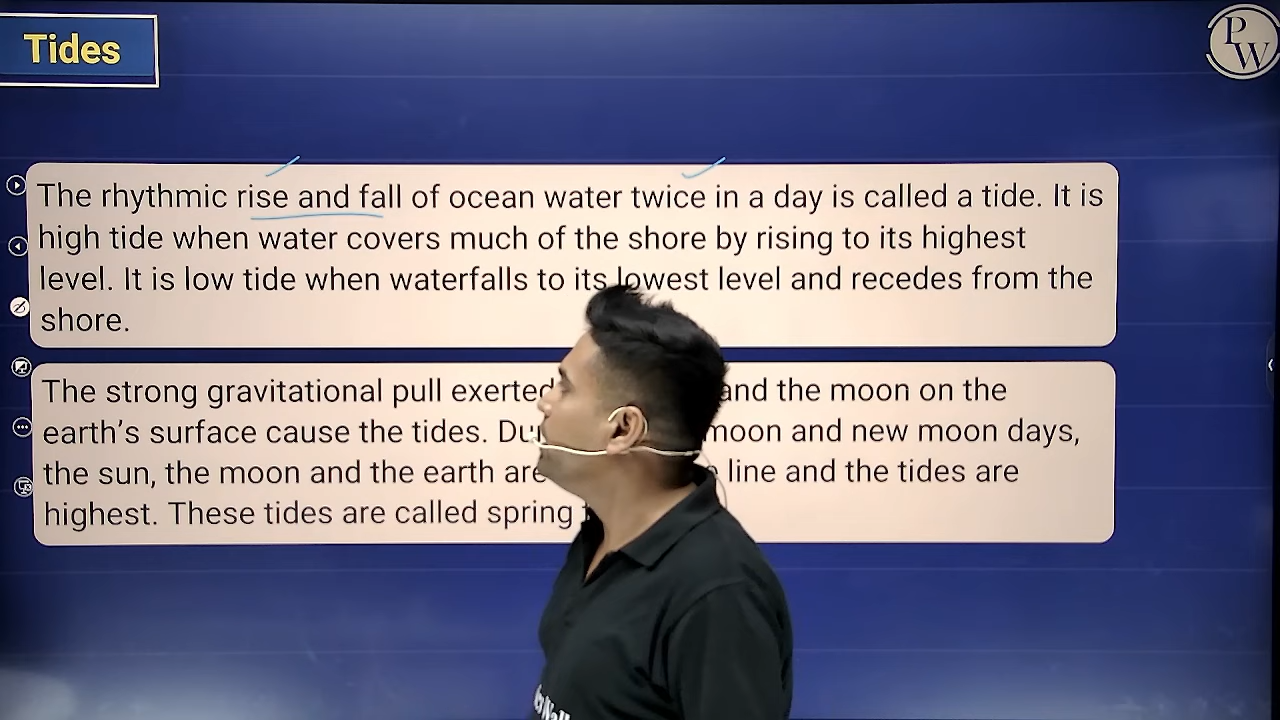 Tides
PW
The rhythmic rise and fall of ocean water twice in a day is called a tide. It is
high tide when water covers much of the shore by rising to its highest
level. It is low tide when waterfalls to its lowest level and recedes from the
shore.
The strong gravitational pull exerted and the moon on the
earth's surface cause the tides. moon and new moon days,
the sun, the moon and the earth are line and the tides are
highest. These tides are called spring